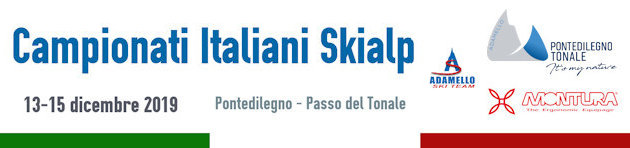 Campionati Italiani Skialp
13-15 dicembre 2019
Pontedilegno - Passo del Tonale
ADAMELLO
SKI TEAM
ADAMELLO
PONTEDILEGNO
TONALE
It's my nature
MONTURA
The Ergonomic Equipage